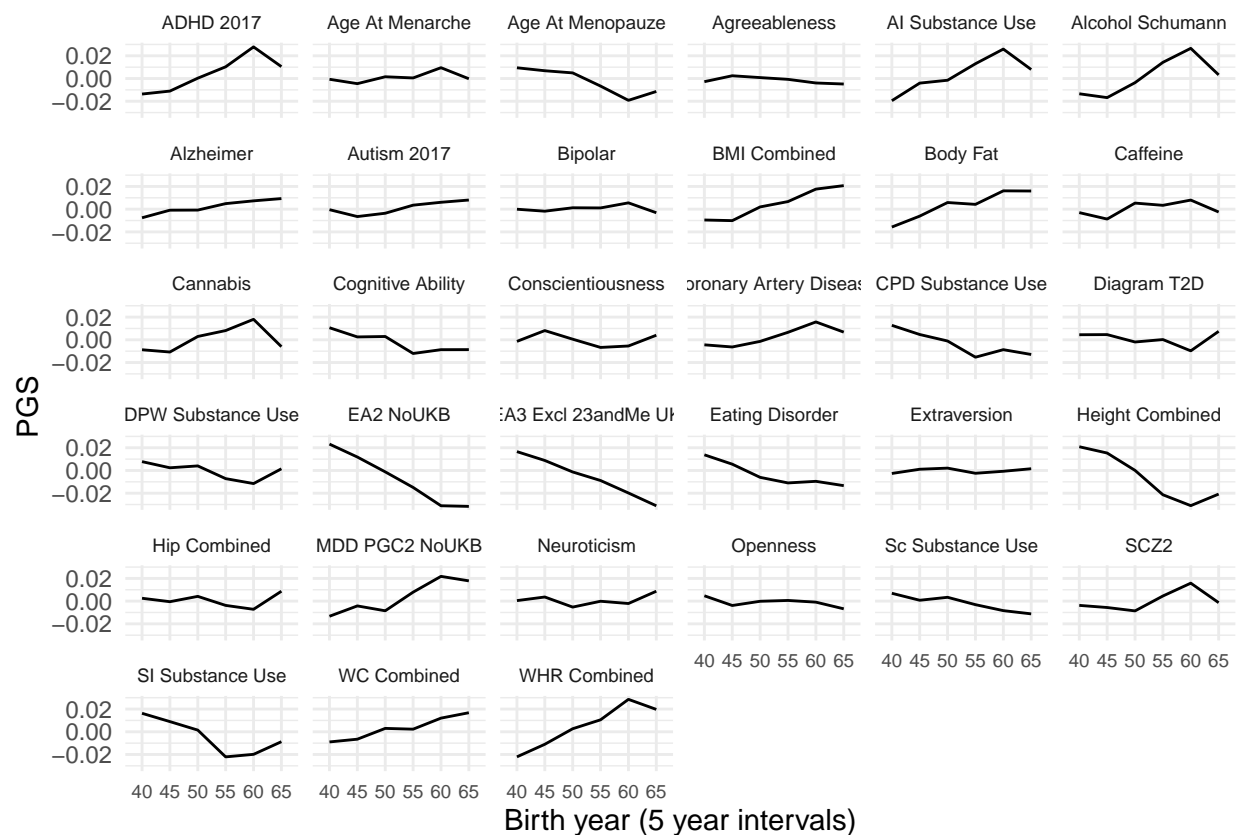 ADHD 2017 Age At Menarche Age At Menopauze Agreeableness AI Substance Use Alcohol Schumann
0.02
0.00
−0.02
Alzheimer Autism 2017 Bipolar BMI Combined Body Fat Caffeine
0.02
0.00
−0.02
Cannabis Cognitive Ability Conscientiousness oronary Artery Diseas CPD Substance Use Diagram T2D
0.02
0.00
−0.02
PGS
DPW Substance Use EA2 NoUKB EA3 Excl 23andMe UK Eating Disorder Extraversion Height Combined
0.02
0.00
−0.02
Hip Combined MDD PGC2 NoUKB Neuroticism Openness Sc Substance Use SCZ2
0.02
0.00
−0.02
40 45 50 55 60 65 40 45 50 55 60 65 40 45 50 55 60 65
SI Substance Use WC Combined WHR Combined
0.02
0.00
−0.02
40 45 50 55 60 65 40 45 50 55 60 65 40 45 50 55 60 65
Birth year (5 year intervals)